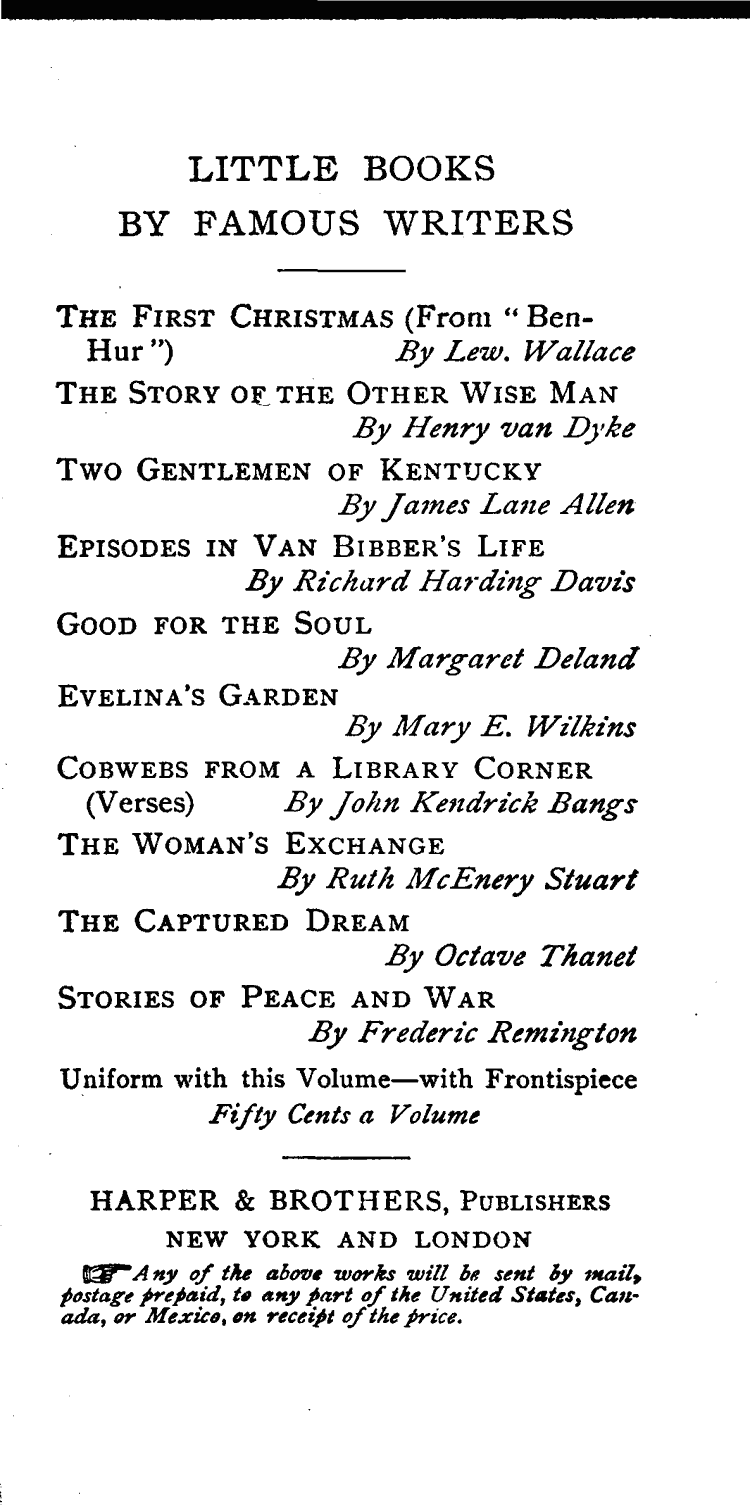 LITTLE BOOKS
BY FAMOUS WRITERS
THE FIRST CHRISTMAS (From “ Ben-
Hur ”) By Lew. Wallace
THE STORY OF THE OTHER WISE MAN
By Henry van Dyke
TWO GENTLEMEN OF KENTUCKY
By James Lane Allen
EPISODES IN VAN BIBBER'S LIFE
By Richard Harding Davis
GOOD FOR THE SOUL
By Margaret Deland
EVELINA'S GARDEN
By Mary E. Wilkins
COBWEBS FROM A LIBRARY CORNER
(Verses) By John Kendrick Bangs
THE WOMAN'S EXCHANGE
By Ruth McEnery Stuart
THE CAPTURED DREAM
By Octave Thanet
STORIES OF PEACE AND WAR
By Frederic Remington
Uniform with this Volume—with Frontispiece
Fifty Cents a Volume
HARPER & BROTHERS, PUBLISHERS
NEW YORK AND LONDON
☞ Any of the above works will be sent by mail,
postage prepaid, to any part of the United States, Can-
ada, or Mexico, on receipt of the price.